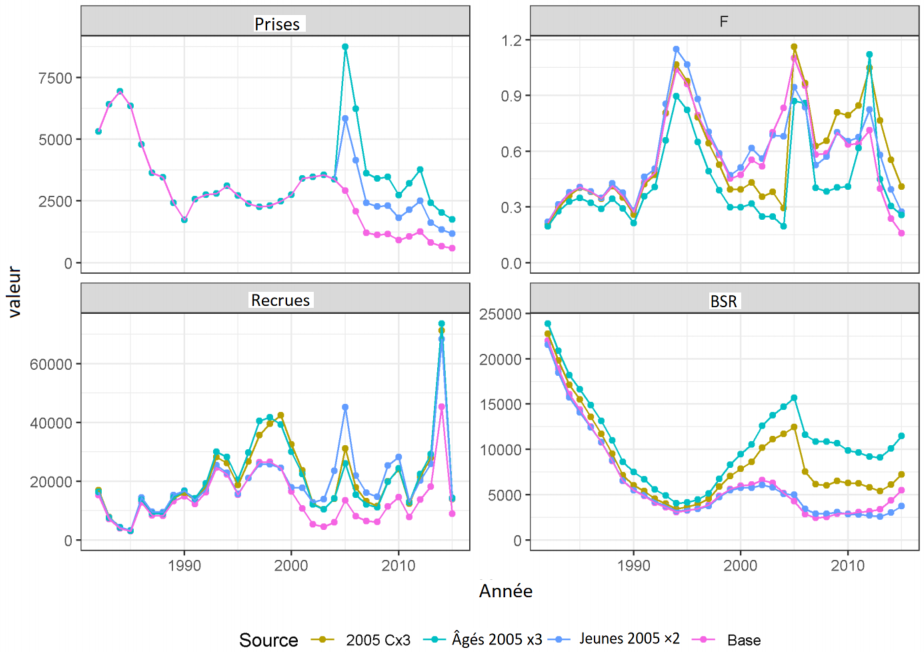 Prises
F
7500
5000
2500
0
1.2
0.9
0.6
0.3
0.0
valeur
Recrues
BSR
60000
40000
20000
0
25000
20000
15000
10000
5000
0
1990
2000
2010
1990
2000
2010
Année
Source
2005 Cx3
Âgés 2005 x3
Jeunes 2005 ×2
Base